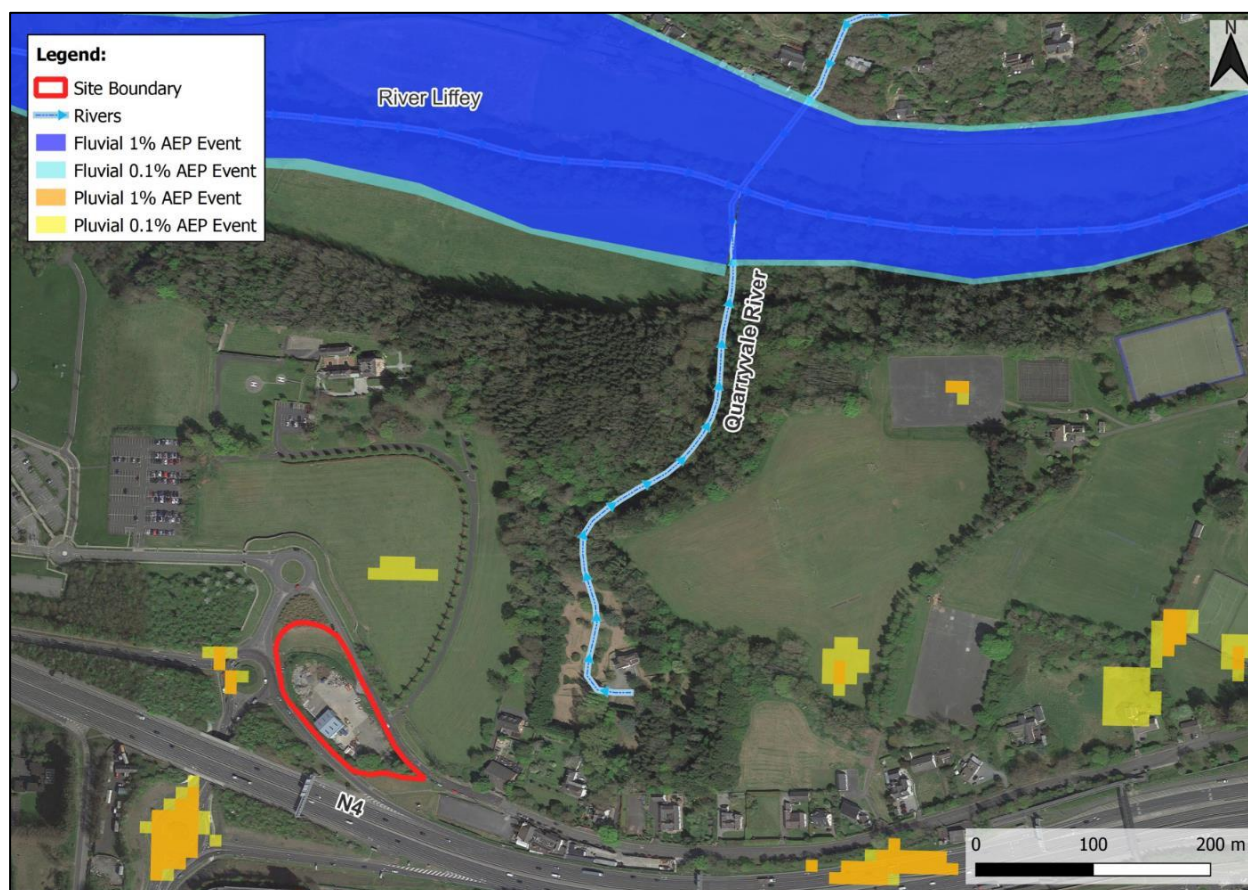 Legend:
Site Boundary
Rivers
Fluvial 1% AEP Event
Fluvial 0.1% AEP Event
Pluvial 1% AEP Event
Pluvial 0.1% AEP Event
River Liffey
N
Quarryvale River
N4
0 100 200 m